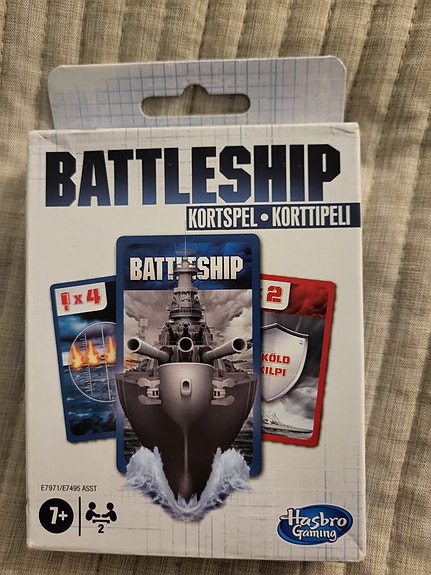 BATTLESHIP
KORTSPEL • KORTTIPELI
BATTLESHIP
! x 4
x 2
KÖLD
KILPI
E7971/E7495 ASST
7+
2
Hasbro
Gaming